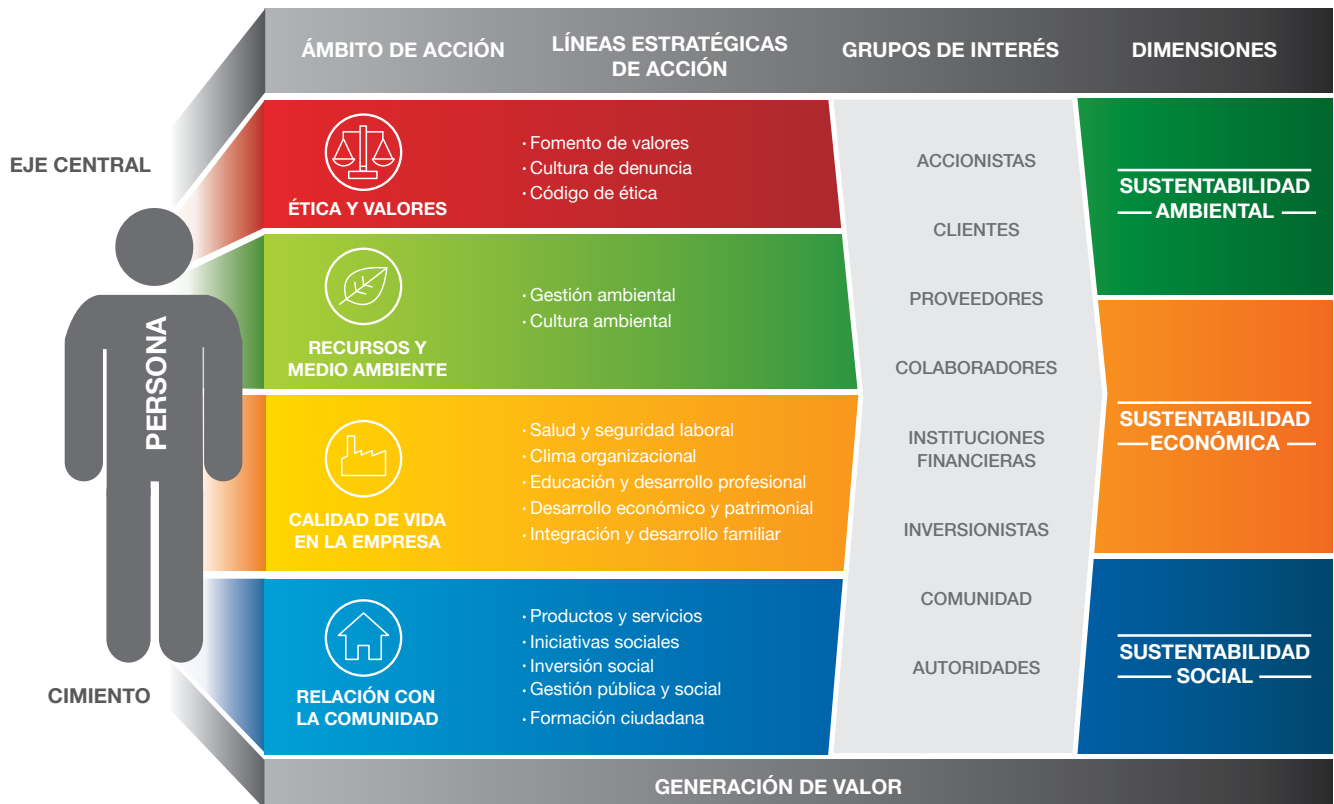 ÁMBITO DE ACCIÓN
LÍNEAS ESTRATÉGICAS
DE ACCIÓN
GRUPOS DE INTERÉS
DIMENSIONES
EJE CENTRAL
PERSONA
CIMIENTO
ÉTICA Y VALORES
· Fomento de valores
· Cultura de denuncia
· Código de ética
RECURSOS Y
MEDIO AMBIENTE
· Gestión ambiental
· Cultura ambiental
CALIDAD DE VIDA
EN LA EMPRESA
· Salud y seguridad laboral
· Clima organizacional
· Educación y desarrollo profesional
· Desarrollo económico y patrimonial
· Integración y desarrollo familiar
RELACIÓN CON
LA COMUNIDAD
· Productos y servicios
· Iniciativas sociales
· Inversión social
· Gestión pública y social
· Formación ciudadana
ACCIONISTAS
CLIENTES
PROVEEDORES
COLABORADORES
INSTITUCIONES
FINANCIERAS
INVERSIONISTAS
COMUNIDAD
AUTORIDADES
SUSTENTABILIDAD
AMBIENTAL
SUSTENTABILIDAD
ECONÓMICA
SUSTENTABILIDAD
SOCIAL
GENERACIÓN DE VALOR